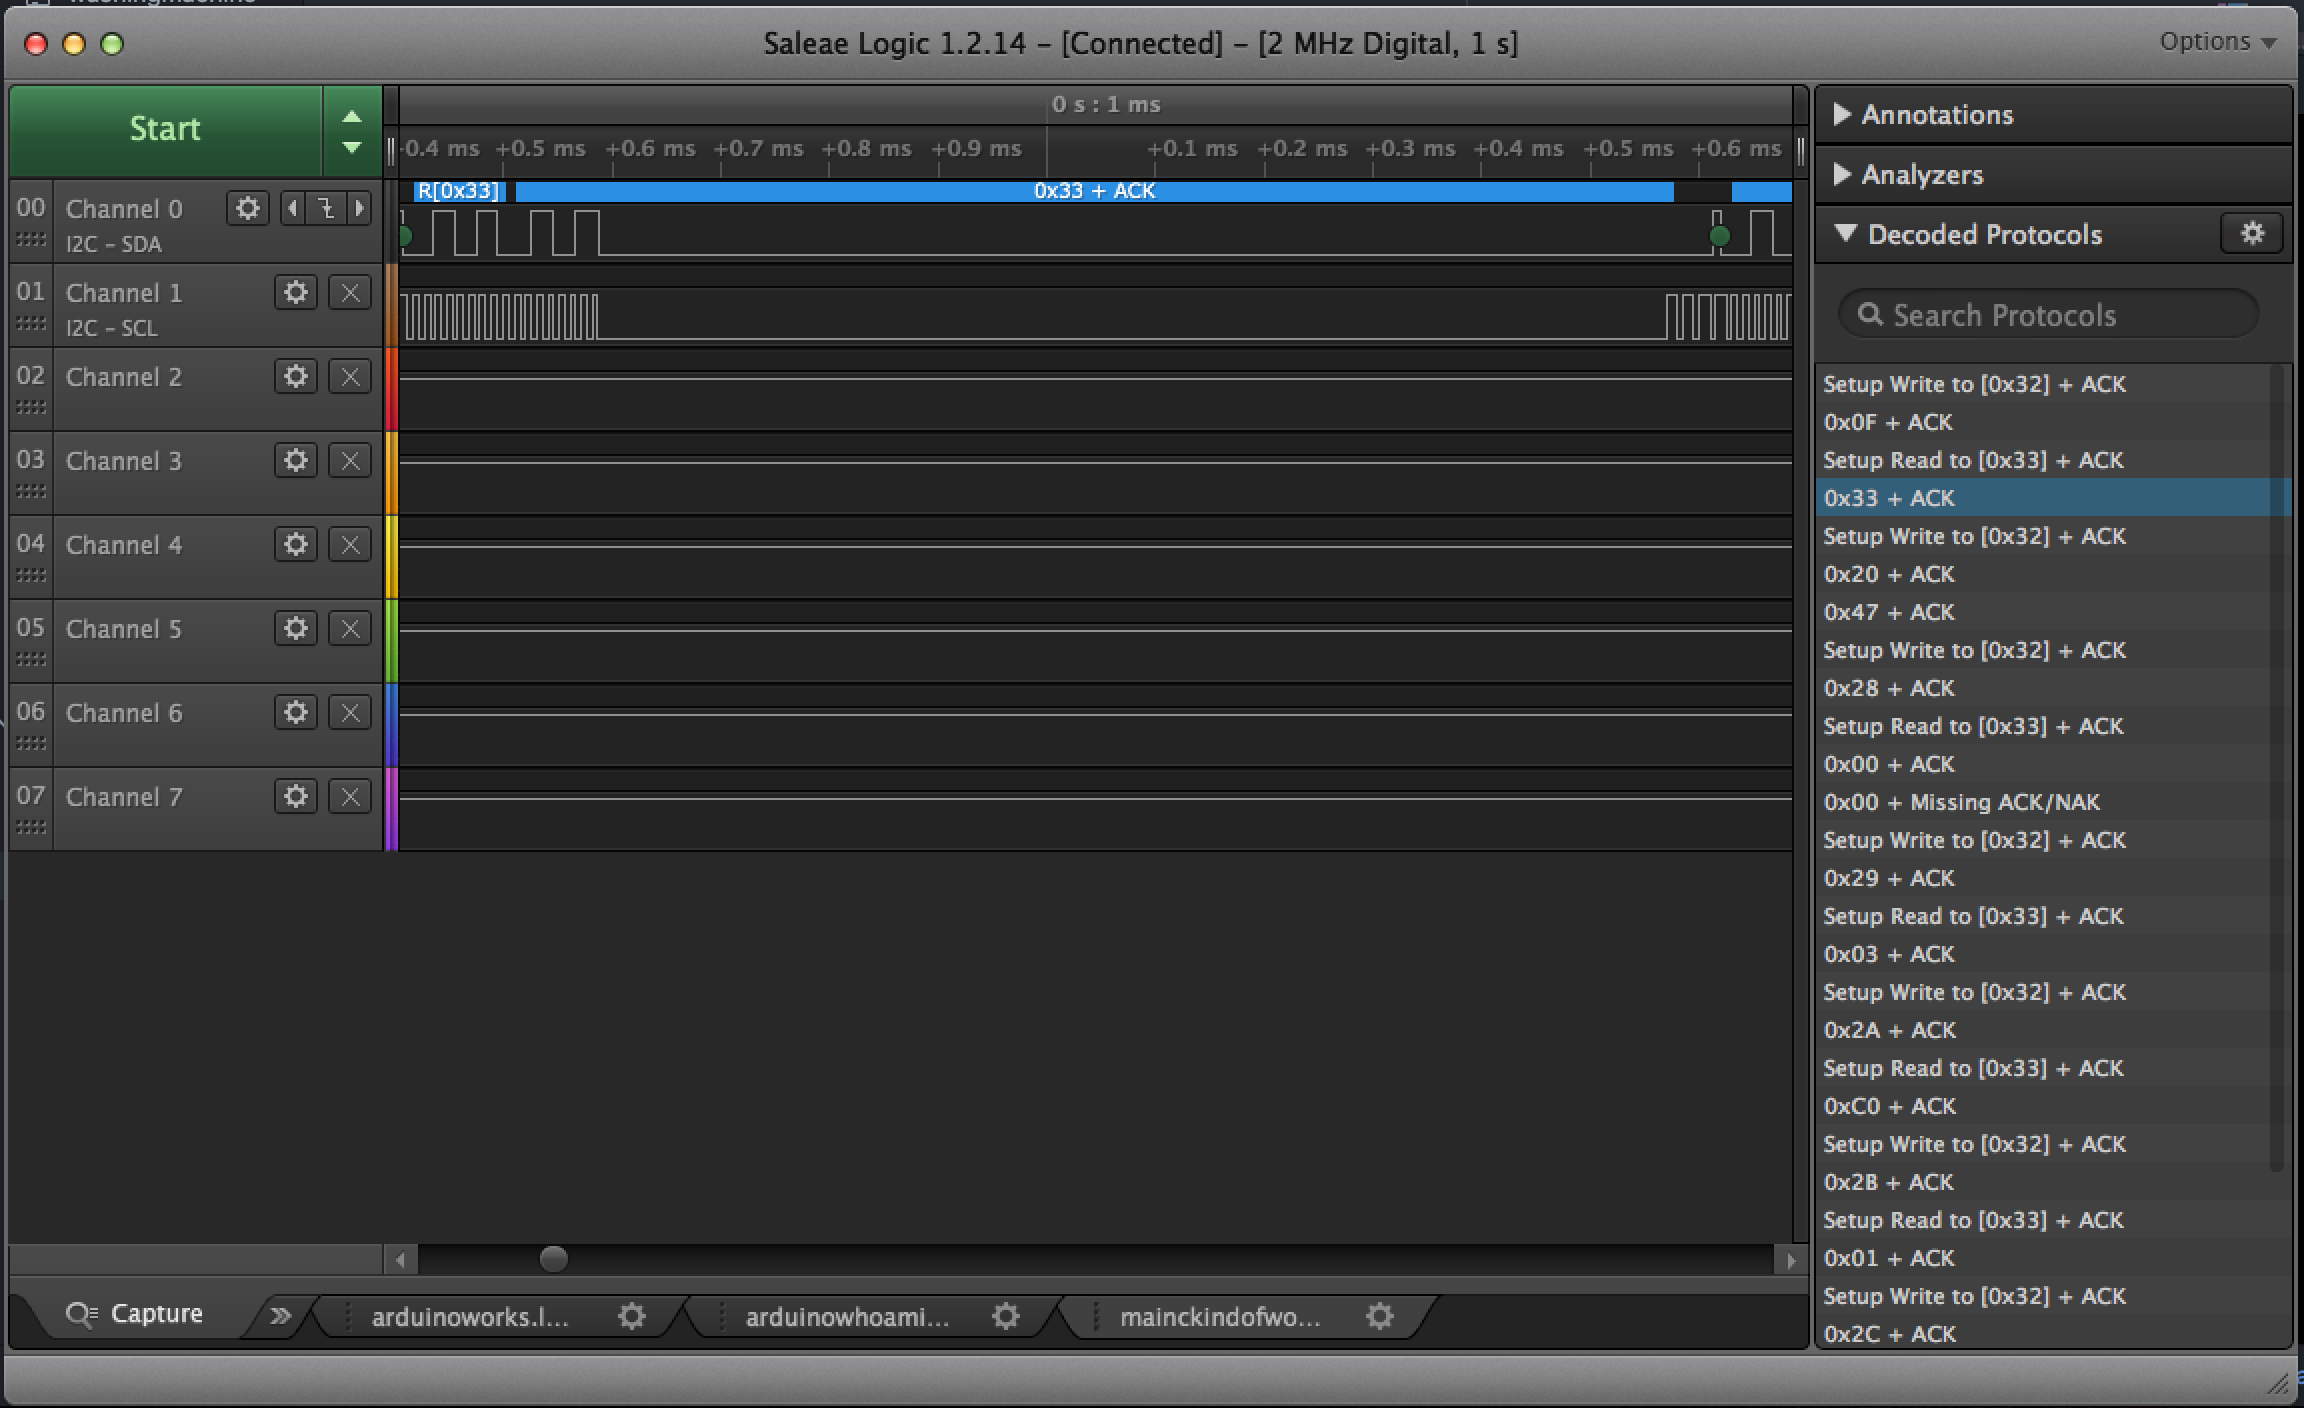 Saleae Logic 1.2.14 – [Connected] – [2 MHz Digital, 1 s]
Options
Start
0 s : 1 ms
0.4 ms +0.5 ms +0.6 ms +0.7 ms +0.8 ms +0.9 ms +0.1 ms +0.2 ms +0.3 ms +0.4 ms +0.5 ms +0.6 ms
00 Channel 0
I2C – SDA
R[0x33] 0x33 + ACK
01 Channel 1
I2C – SCL
02 Channel 2
03 Channel 3
04 Channel 4
05 Channel 5
06 Channel 6
07 Channel 7
Capture
arduinoworks.l...
arduinowhoami...
mainckindofwo...
Annotations
Analyzers
Decoded Protocols
Search Protocols
Setup Write to [0x32] + ACK
0x0F + ACK
Setup Read to [0x33] + ACK
0x33 + ACK
Setup Write to [0x32] + ACK
0x20 + ACK
0x47 + ACK
Setup Write to [0x32] + ACK
0x28 + ACK
Setup Read to [0x33] + ACK
0x00 + ACK
0x00 + Missing ACK/NAK
Setup Write to [0x32] + ACK
0x29 + ACK
Setup Read to [0x33] + ACK
0x03 + ACK
Setup Write to [0x32] + ACK
0x2A + ACK
Setup Read to [0x33] + ACK
0xC0 + ACK
Setup Write to [0x32] + ACK
0x2B + ACK
Setup Read to [0x33] + ACK
0x01 + ACK
Setup Write to [0x32] + ACK
0x2C + ACK